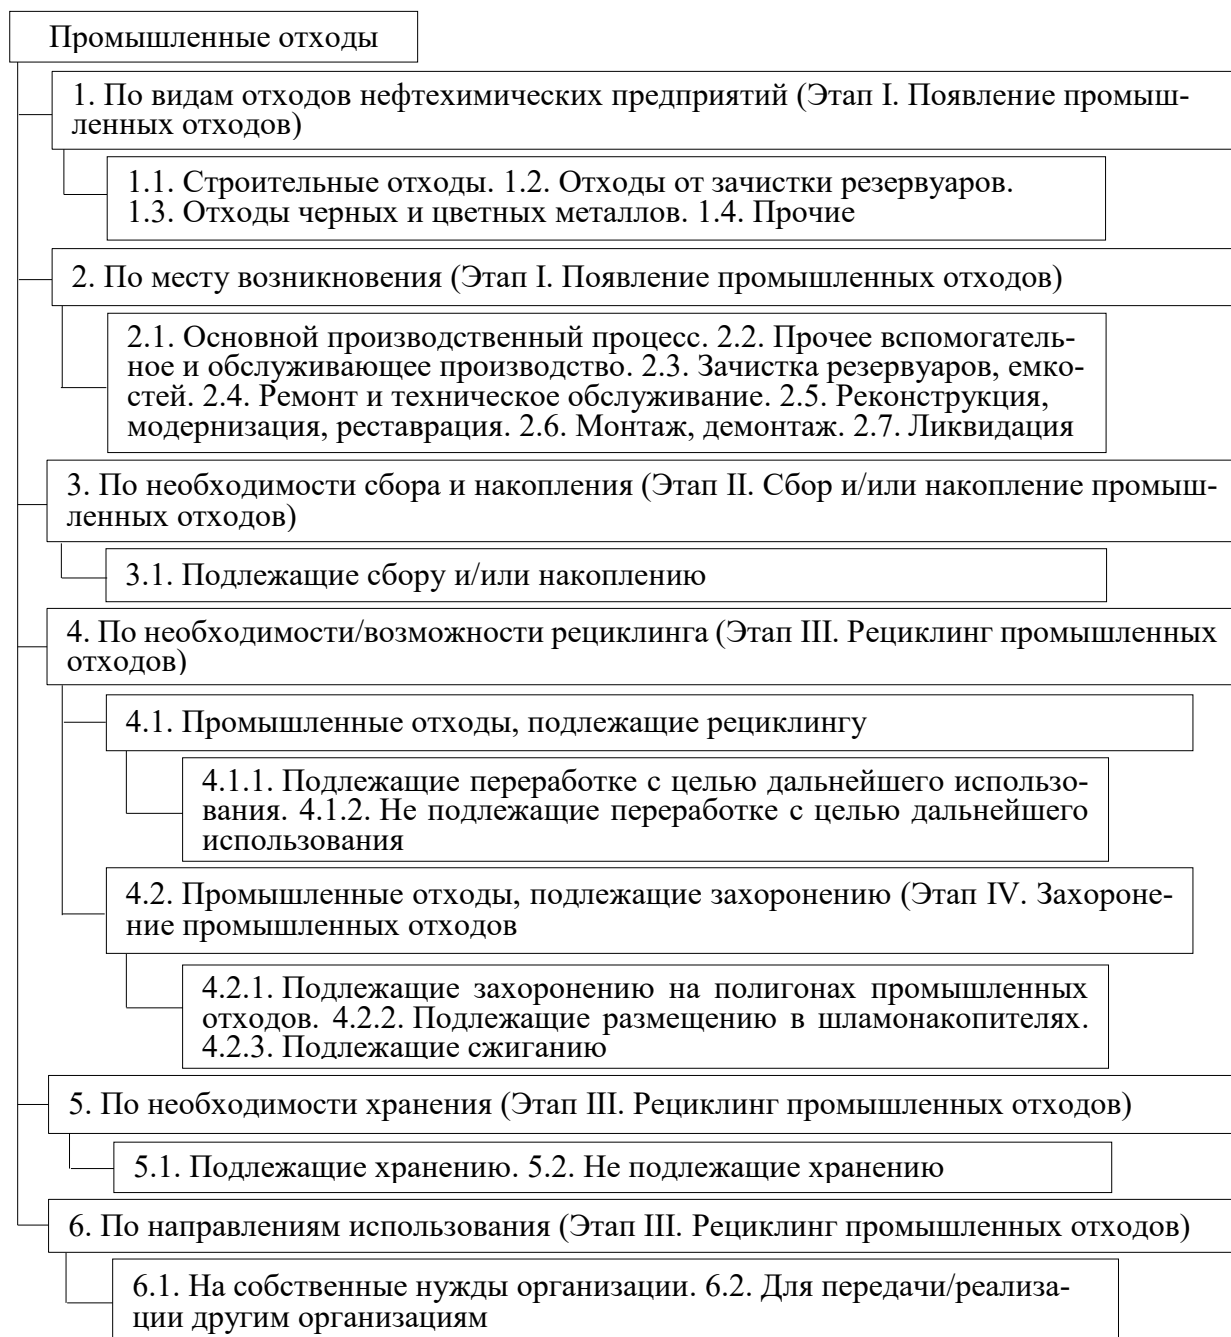 Промышленные отходы
1. По видам отходов нефтехимических предприятий (Этап I. Появление промыш-
ленных отходов)
1.1. Строительные отходы. 1.2. Отходы от зачистки резервуаров.
1.3. Отходы черных и цветных металлов. 1.4. Прочие
2. По месту возникновения (Этап I. Появление промышленных отходов)
2.1. Основной производственный процесс. 2.2. Прочее вспомогатель-
ное и обслуживающее производство. 2.3. Зачистка резервуаров, емко-
стей. 2.4. Ремонт и техническое обслуживание. 2.5. Реконструкция,
модернизация, реставрация. 2.6. Монтаж, демонтаж. 2.7. Ликвидация
3. По необходимости сбора и накопления (Этап II. Сбор и/или накопление промыш-
ленных отходов)
3.1. Подлежащие сбору и/или накоплению
4. По необходимости/возможности рециклинга (Этап III. Рециклинг промышленных
отходов)
4.1. Промышленные отходы, подлежащие рециклингу
4.1.1. Подлежащие переработке с целью дальнейшего использо-
вания. 4.1.2. Не подлежащие переработке с целью дальнейшего
использования
4.2. Промышленные отходы, подлежащие захоронению (Этап IV. Захороне-
ние промышленных отходов
4.2.1. Подлежащие захоронению на полигонах промышленных
отходов. 4.2.2. Подлежащие размещению в шламонакопителях.
4.2.3. Подлежащие сжиганию
5. По необходимости хранения (Этап III. Рециклинг промышленных отходов)
5.1. Подлежащие хранению. 5.2. Не подлежащие хранению
6. По направлениям использования (Этап III. Рециклинг промышленных отходов)
6.1. На собственные нужды организации. 6.2. Для передачи/реализа-
ции другим организациям